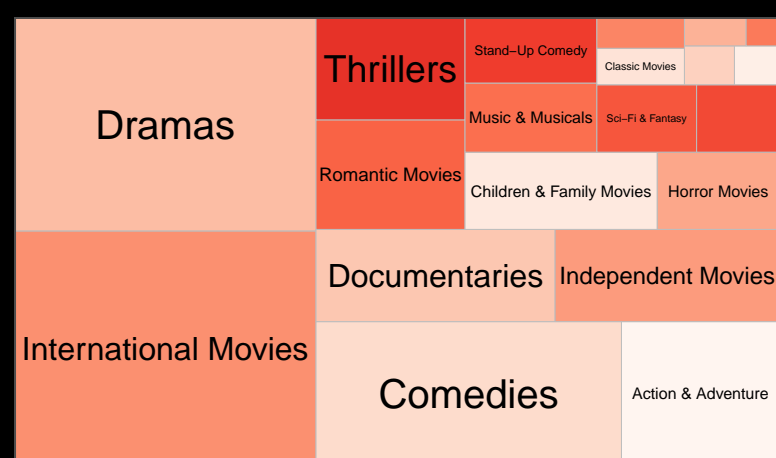 Dramas
Thrillers
Stand–Up Comedy
Classic Movies
Music & Musicals
Sci–Fi & Fantasy
Romantic Movies
Children & Family Movies
Horror Movies
International Movies
Documentaries
Independent Movies
Comedies
Action & Adventure